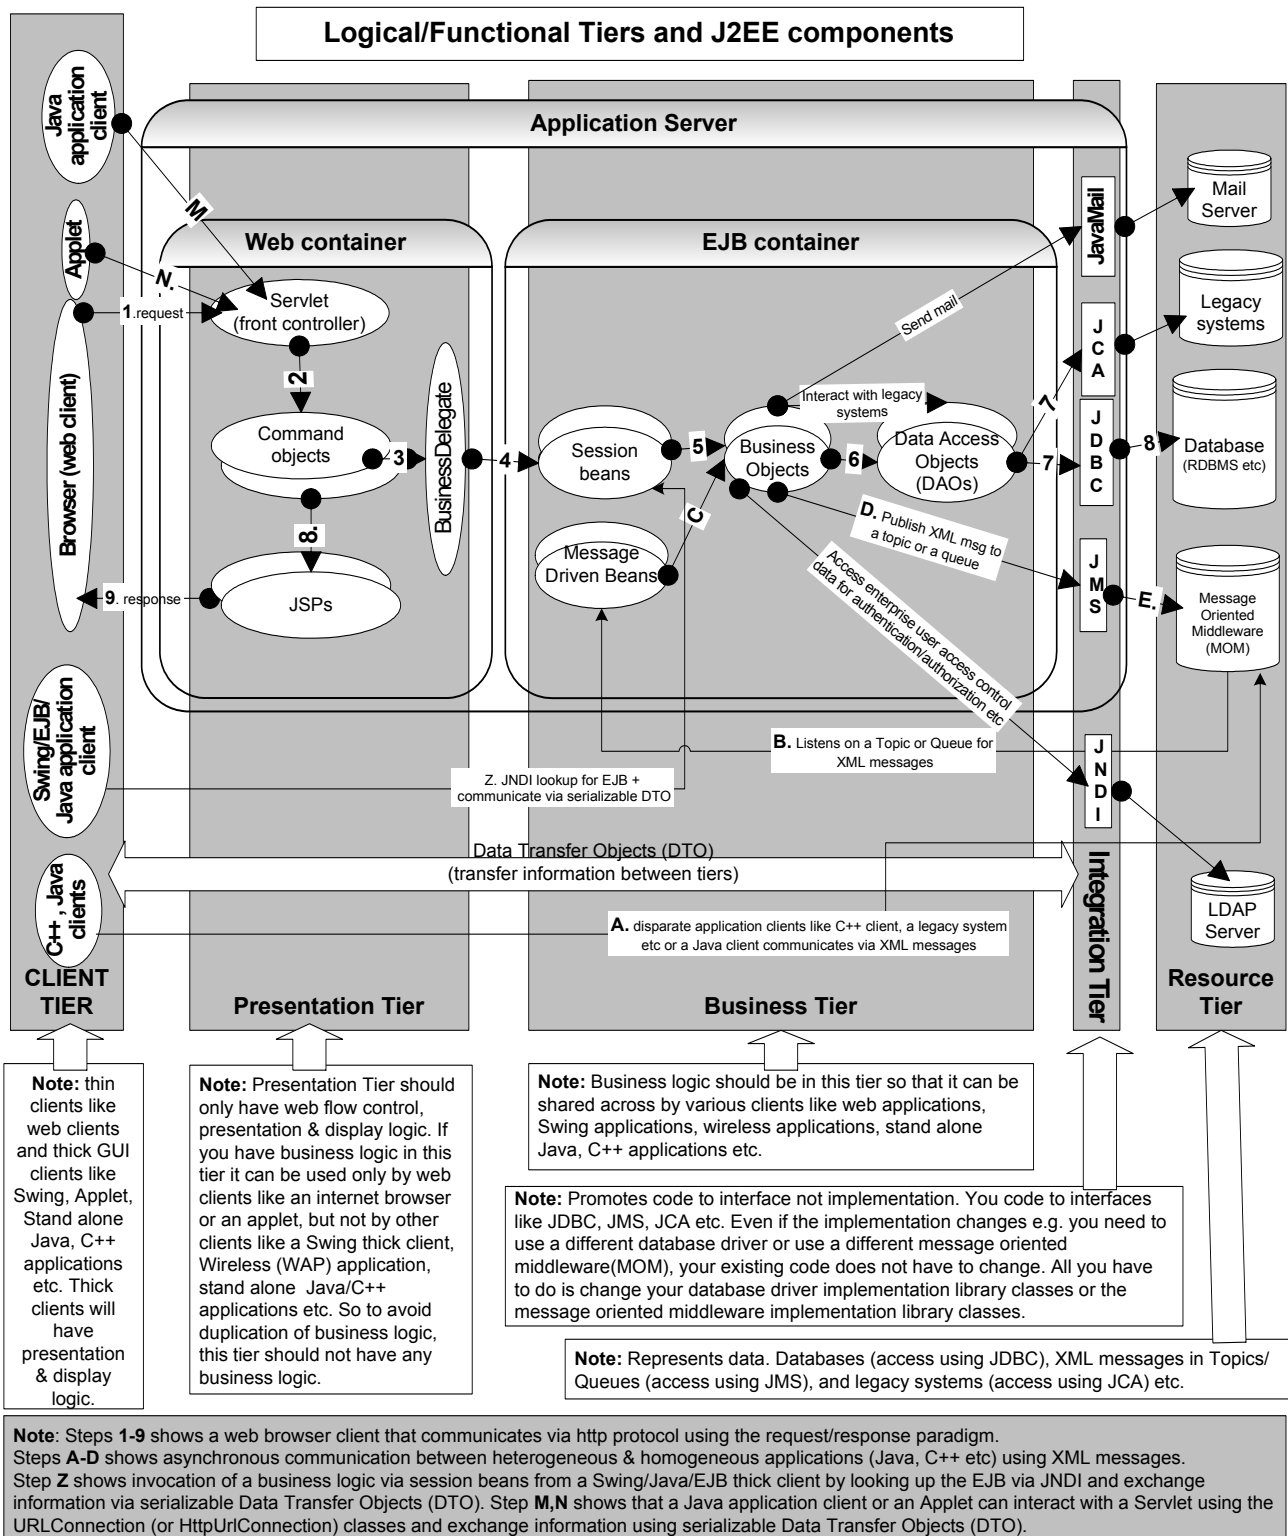 Logical/Functional Tiers and J2EE components
Java
application
client
Application Server
Mail
Server
JavaMail
M
Applet
N.
Web container
EJB container
Servlet
(front controller)
1.request
Send mail
Legacy
systems
J
C
A
2
7
Browser (web client)
Command
objects
3
BusinessDelegate
4
Session
beans
5
Business
Objects
Interact with legacy
systems
6
Data Access
Objects
(DAOs)
7
J
D
B
C
8
Database
(RDBMS etc)
C
8.
D. Publish XML msg to
a topic or a queue
Message
Driven Beans
Access enterprise user access control
data for authentication/authorization
etc
J
M
S
E.
Message
Oriented
Middleware
(MOM)
9. response
JSPs
Swing/EJB/
Java application
client
B. Listens on a Topic or Queue for
XML messages
J
N
D
I
Z. JNDI lookup for EJB +
communicate via serializable DTO
Data Transfer Objects (DTO)
(transfer information between tiers)
C++ , Java
clients
A. disparate application clients like C++ client, a legacy system
etc or a Java client communicates via XML messages
LDAP
Server
CLIENT
TIER
Presentation Tier
Business Tier
Integration Tier
Resource
Tier
Note: thin
clients like
web clients
and thick GUI
clients like
Swing, Applet,
Stand alone
Java, C++
applications
etc. Thick
clients will
have
presentation
& display
logic.
Note: Presentation Tier should
only have web flow control,
presentation & display logic. If
you have business logic in this
tier it can be used only by web
clients like an internet browser
or an applet, but not by other
clients like a Swing thick client,
Wireless (WAP) application,
stand alone Java/C++
applications etc. So to avoid
duplication of business logic,
this tier should not have any
business logic.
Note: Business logic should be in this tier so that it can be
shared across by various clients like web applications,
Swing applications, wireless applications, stand alone
Java, C++ applications etc.
Note: Promotes code to interface not implementation. You code to interfaces
like JDBC, JMS, JCA etc. Even if the implementation changes e.g. you need to
use a different database driver or use a different message oriented
middleware(MOM), your existing code does not have to change. All you have
to do is change your database driver implementation library classes or the
message oriented middleware implementation library classes.
Note: Represents data. Databases (access using JDBC), XML messages in Topics/
Queues (access using JMS), and legacy systems (access using JCA) etc.
Note: Steps 1-9 shows a web browser client that communicates via http protocol using the request/response paradigm.
Steps A-D shows asynchronous communication between heterogeneous & homogeneous applications (Java, C++ etc) using XML messages.
Step Z shows invocation of a business logic via session beans from a Swing/Java/EJB thick client by looking up the EJB via JNDI and exchange
information via serializable Data Transfer Objects (DTO). Step M,N shows that a Java application client or an Applet can interact with a Servlet using the
URLConnection (or HttpUrlConnection) classes and exchange information using serializable Data Transfer Objects (DTO).